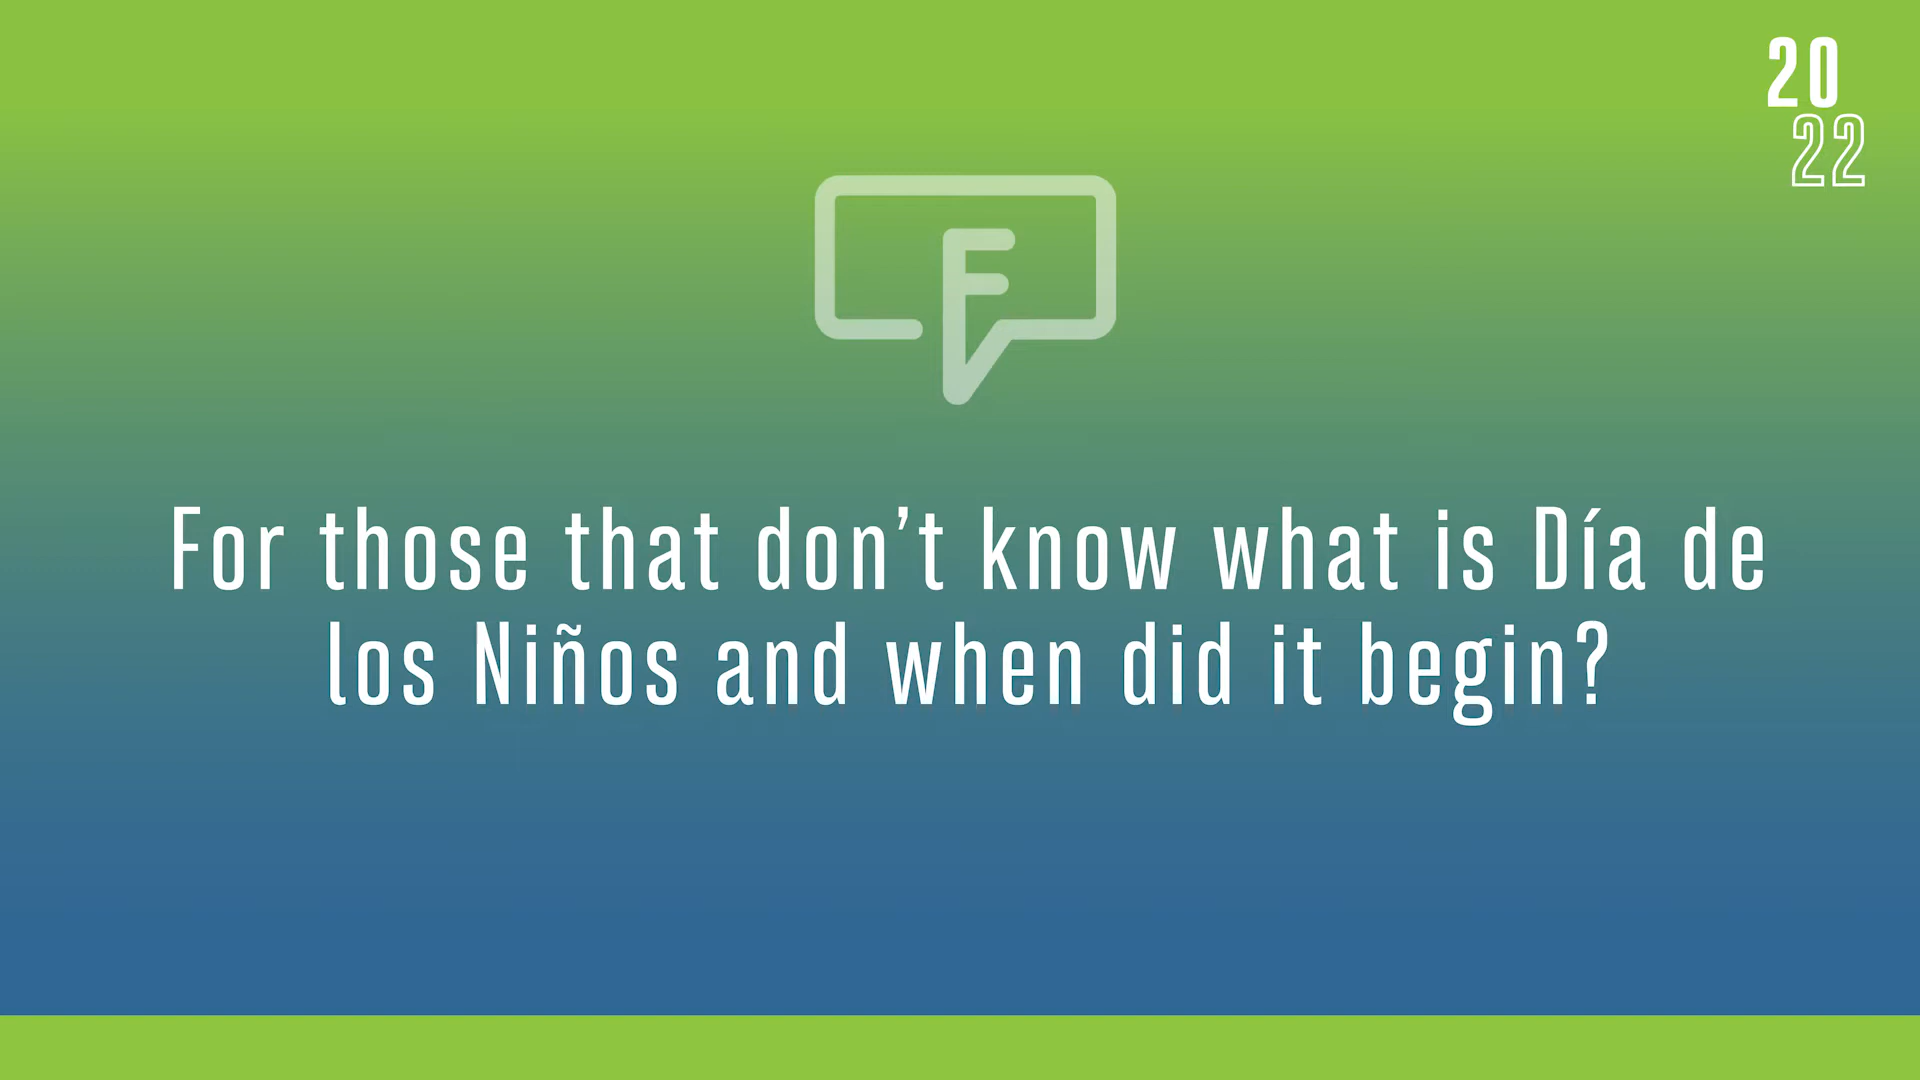 20
22
F
For those that don’t know what is Día de
los Niños and when did it begin?